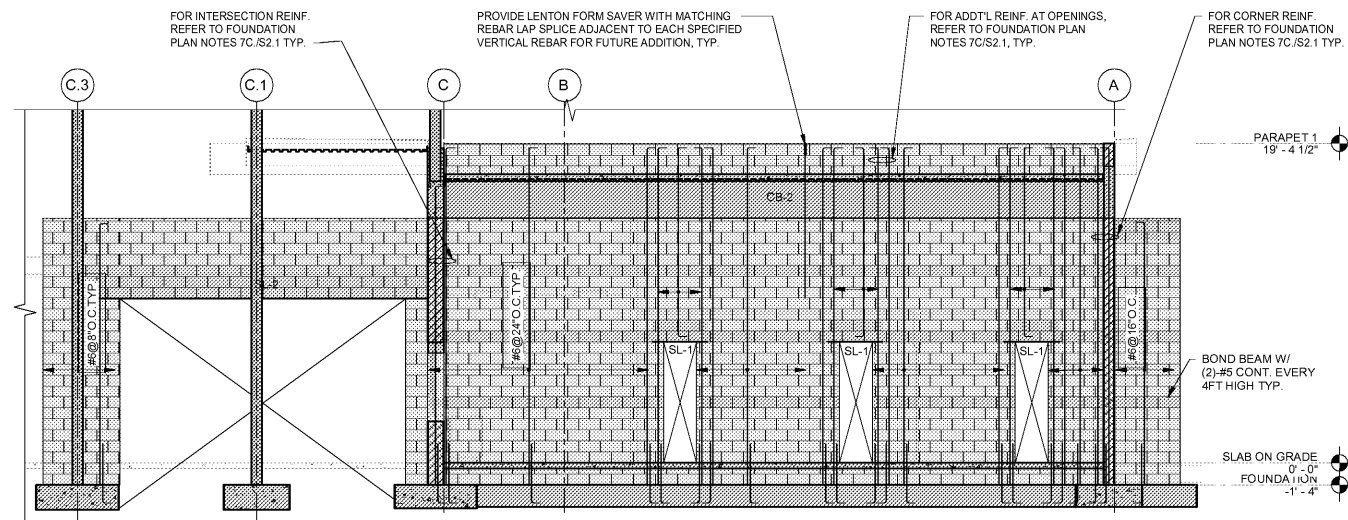 FOR INTERSECTION REINF.
REFER TO FOUNDATION
PLAN NOTES 7C./S2.1 TYP.
PROVIDE LENTON FORM SAVER WITH MATCHING
REBAR LAP SPLICE ADJACENT TO EACH SPECIFIED
VERTICAL REBAR FOR FUTURE ADDITION, TYP.
FOR ADDT'L REINF. AT OPENINGS,
REFER TO FOUNDATION PLAN
NOTES 7C/S2.1, TYP.
FOR CORNER REINF.
REFER TO FOUNDATION
PLAN NOTES 7C./S2.1 TYP.
C.3
C.1
C
B
A
PARAPET 1
19' - 4 1/2"
CB-2
#6@8"O.C.TYP.
#6@24"O.C.TYP.
#6@16"O.C.
SL-1
SL-1
SL-1
BOND BEAM W/
(2)-#5 CONT. EVERY
4FT HIGH TYP.
SLAB ON GRADE
0' - 0"
FOUNDATION
-1' - 4"